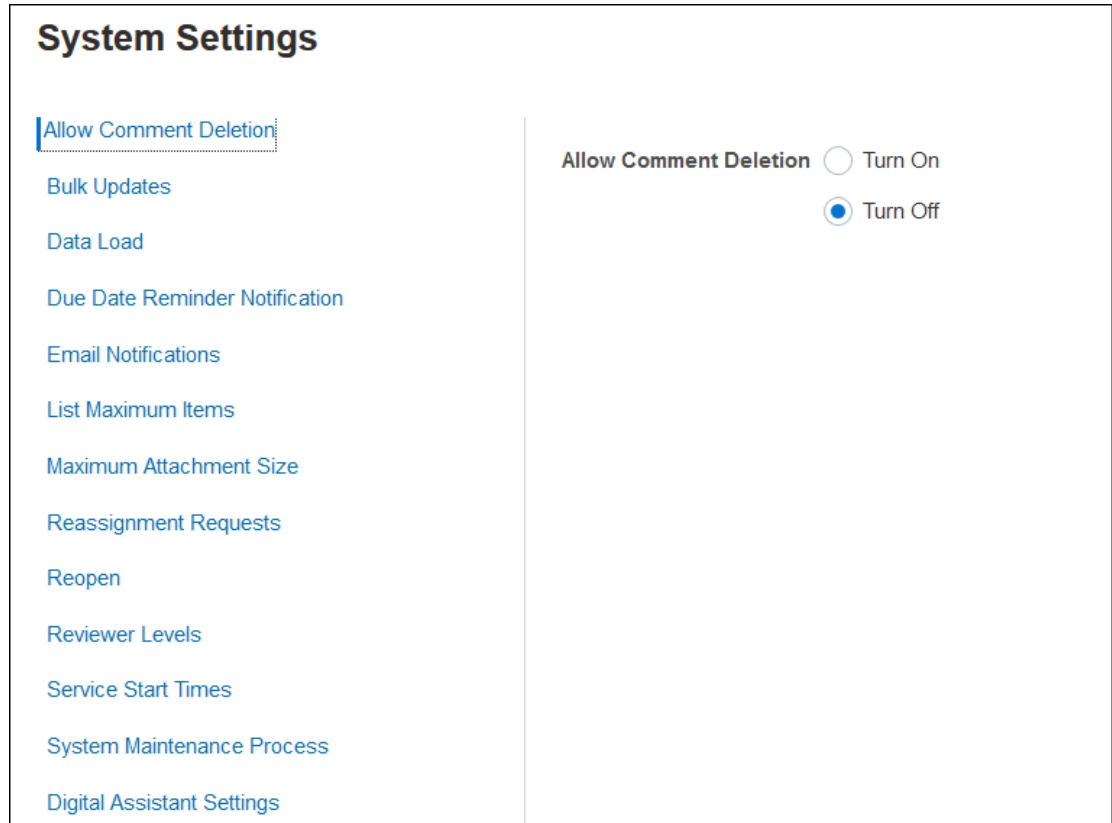 System Settings
Allow Comment Deletion
Bulk Updates
Data Load
Due Date Reminder Notification
Email Notifications
List Maximum Items
Maximum Attachment Size
Reassignment Requests
Reopen
Reviewer Levels
Service Start Times
System Maintenance Process
Digital Assistant Settings
Allow Comment Deletion Turn On
Turn Off